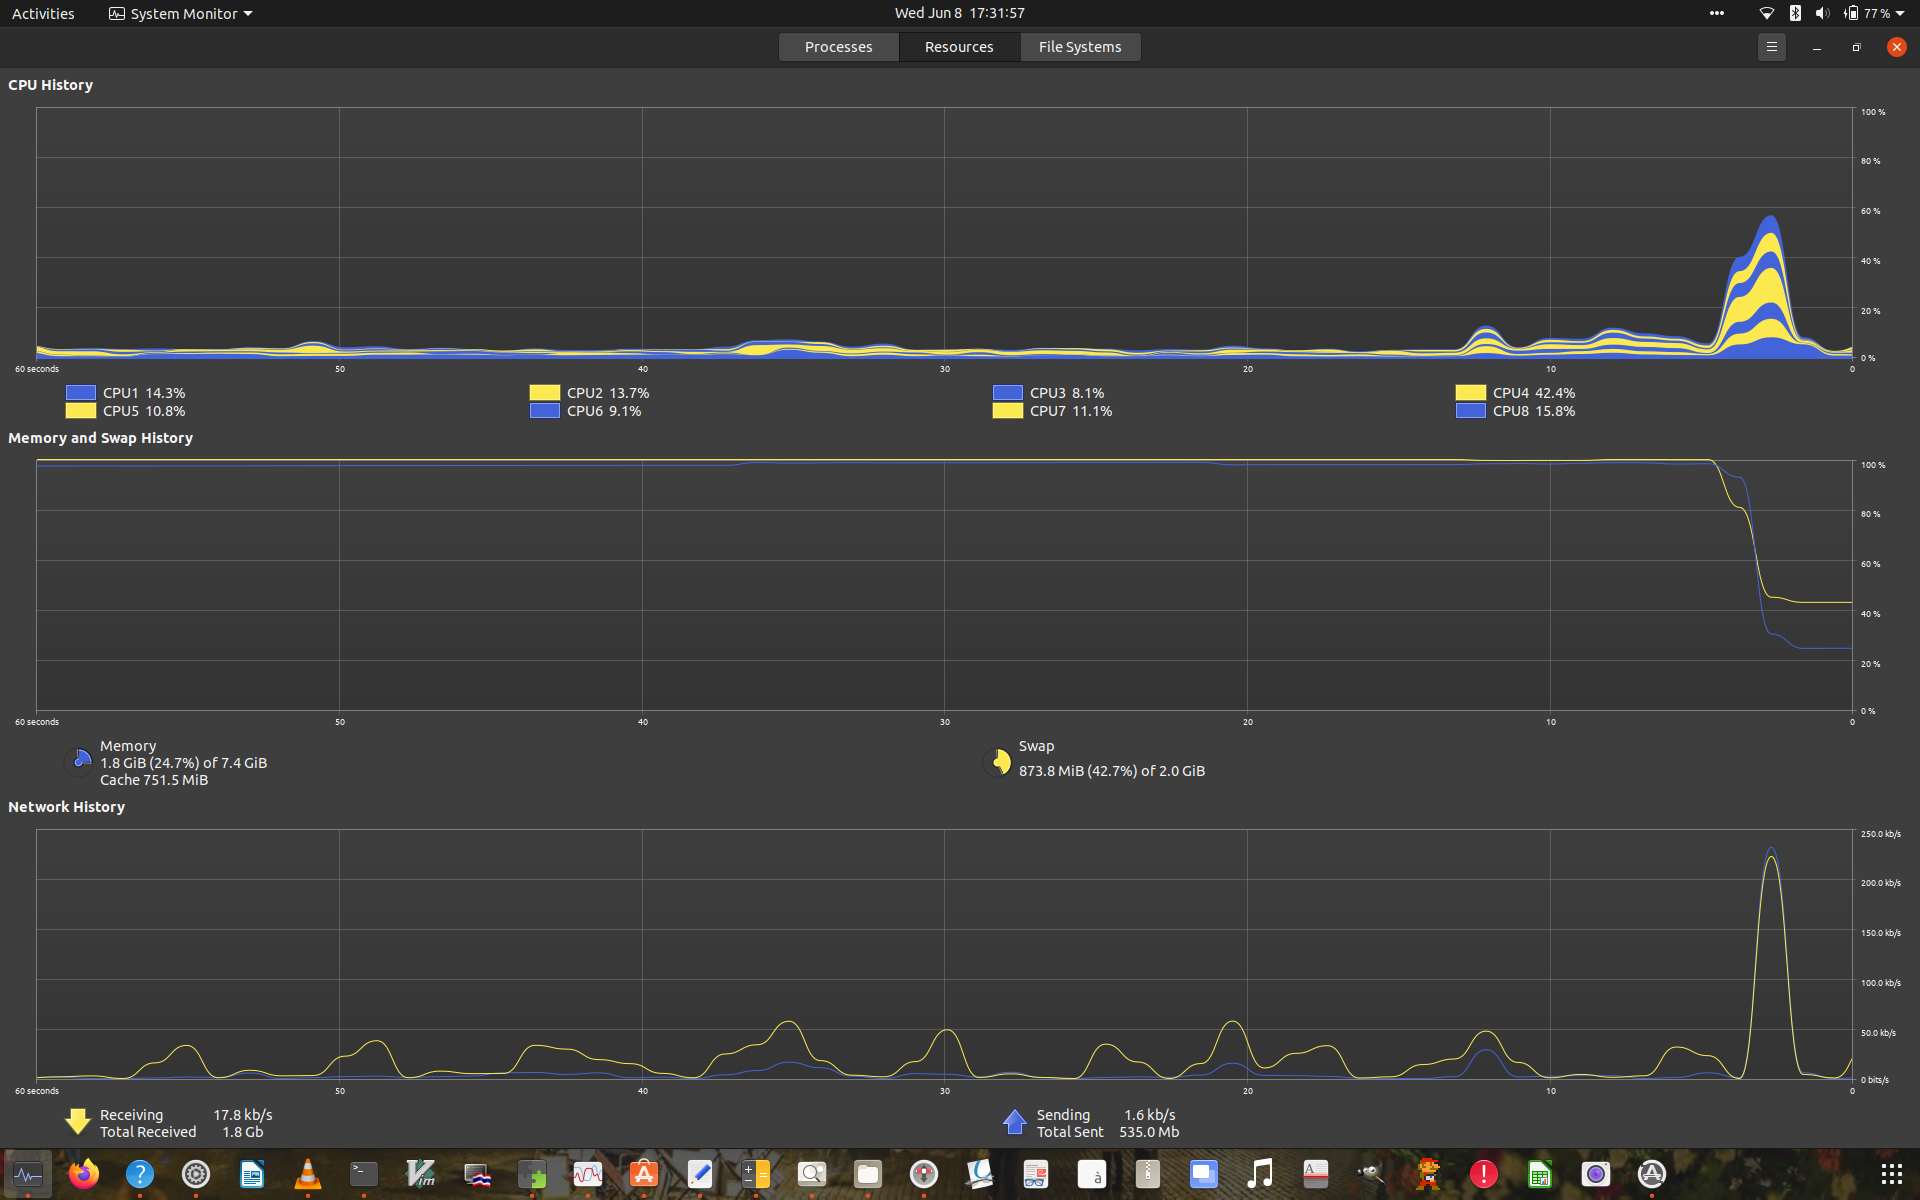 Activities System Monitor Wed Jun 8 17:31:57 77 %
Processes Resources File Systems
CPU History
100 %
80 %
60 %
40 %
20 %
0 %
60 seconds 50 40 30 20 10 0
CPU1 14.3% CPU2 13.7% CPU3 8.1% CPU4 42.4%
CPU5 10.8% CPU6 9.1% CPU7 11.1% CPU8 15.8%
Memory and Swap History
100 %
80 %
60 %
40 %
20 %
0 %
60 seconds 50 40 30 20 10 0
Memory
1.8 GiB (24.7%) of 7.4 GiB
Cache 751.5 MiB
Swap
873.8 MiB (42.7%) of 2.0 GiB
Network History
250.0 kb/s
200.0 kb/s
150.0 kb/s
100.0 kb/s
50.0 kb/s
0 bits/s
60 seconds 50 40 30 20 10 0
Receiving 17.8 kb/s
Total Received 1.8 Gb
Sending 1.6 kb/s
Total Sent 535.0 Mb